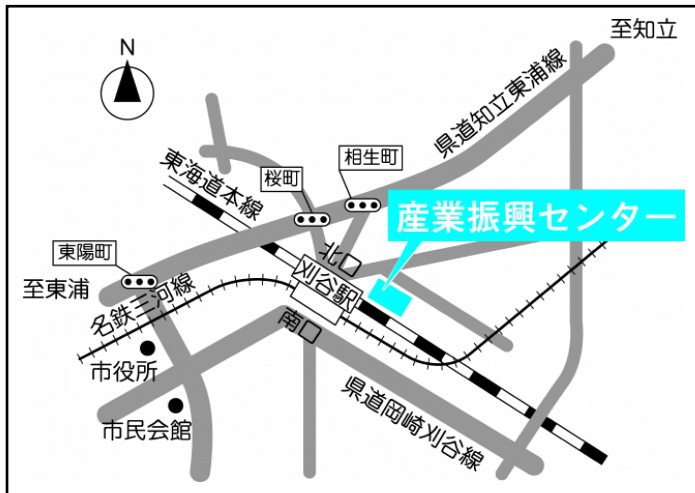 至知立
N
県道知立東浦線
相生町
桜町
東海道本線
産業振興センター
北口
東陽町
刈谷駅
至東浦
名鉄三河線
南口
市役所
県道岡崎刈谷線
市民会館